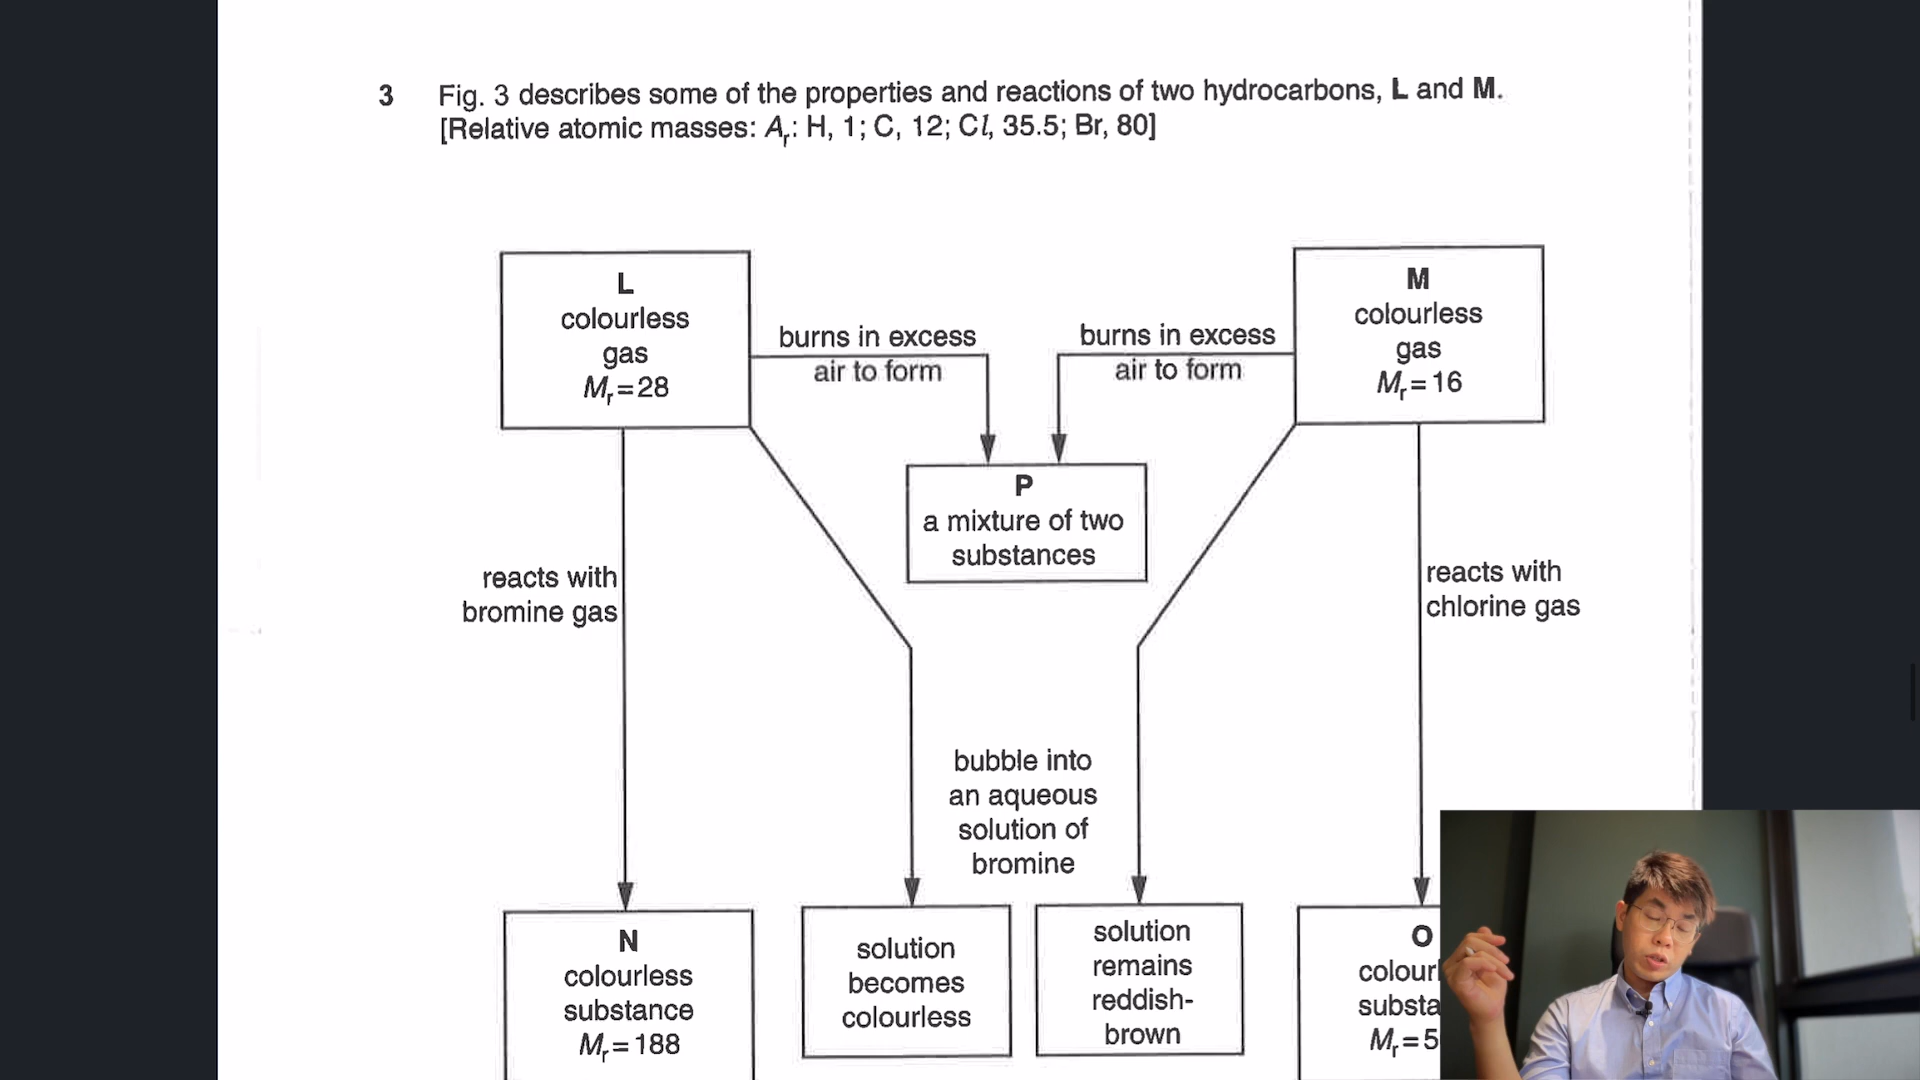 3 Fig. 3 describes some of the properties and reactions of two hydrocarbons, L and M.
[Relative atomic masses: Ar: H, 1; C, 12; Cl, 35.5; Br, 80]
L
colourless
gas
Mr=28
burns in excess
air to form
burns in excess
air to form
M
colourless
gas
Mr=16
P
a mixture of two
substances
reacts with
bromine gas
reacts with
chlorine gas
bubble into
an aqueous
solution of
bromine
N
colourless
substance
Mr=188
solution
becomes
colourless
solution
remains
reddish-
brown
O